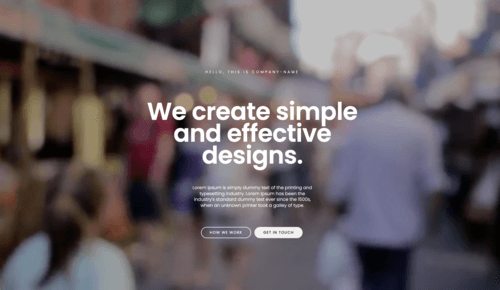 HELLO, THIS IS COMPANY-NAME
We create simple
and effective
designs.
Lorem Ipsum is simply dummy text of the printing and
typesetting industry. Lorem Ipsum has been the
industry's standard dummy text ever since the 1500s,
when an unknown printer took a galley of type.
HOW WE WORK GET IN TOUCH